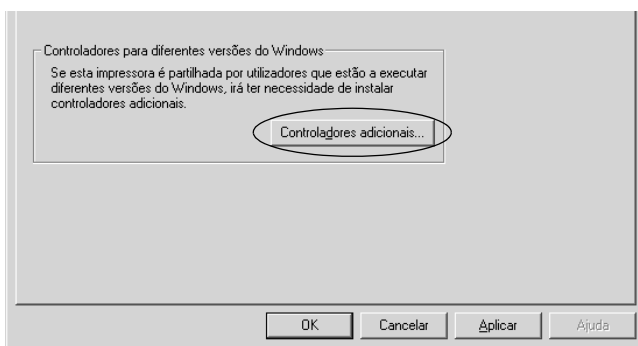 Controladores para diferentes versões do Windows
Se esta impressora é partilhada por utilizadores que estão a executar
diferentes versões do Windows, irá ter necessidade de instalar
controladores adicionais.
Controladores adicionais...
OK Cancelar Aplicar Ajuda